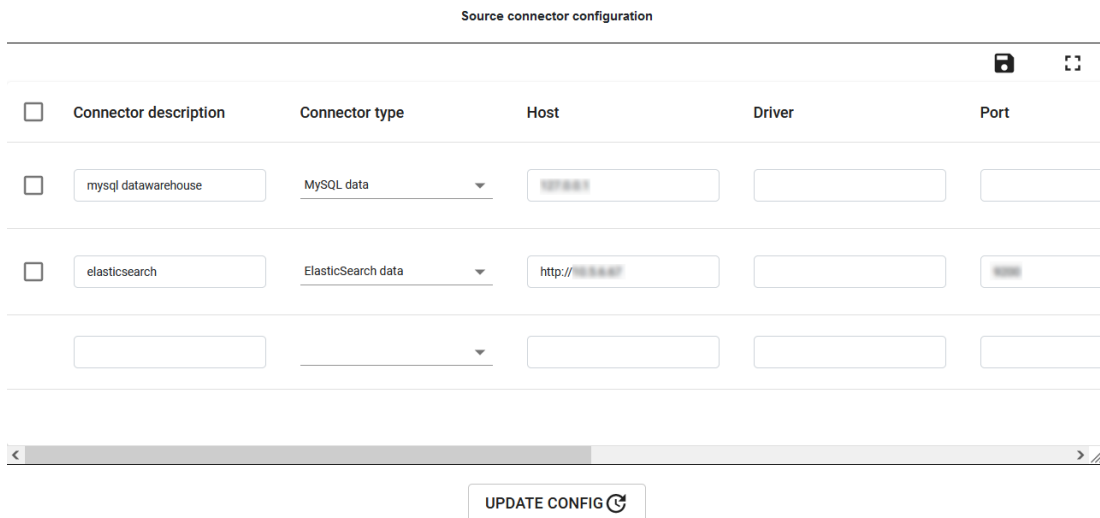 Source connector configuration
Connector description Connector type Host Driver Port
mysql datawarehouse MySQL data
elasticsearch ElasticSearch data http://
UPDATE CONFIG